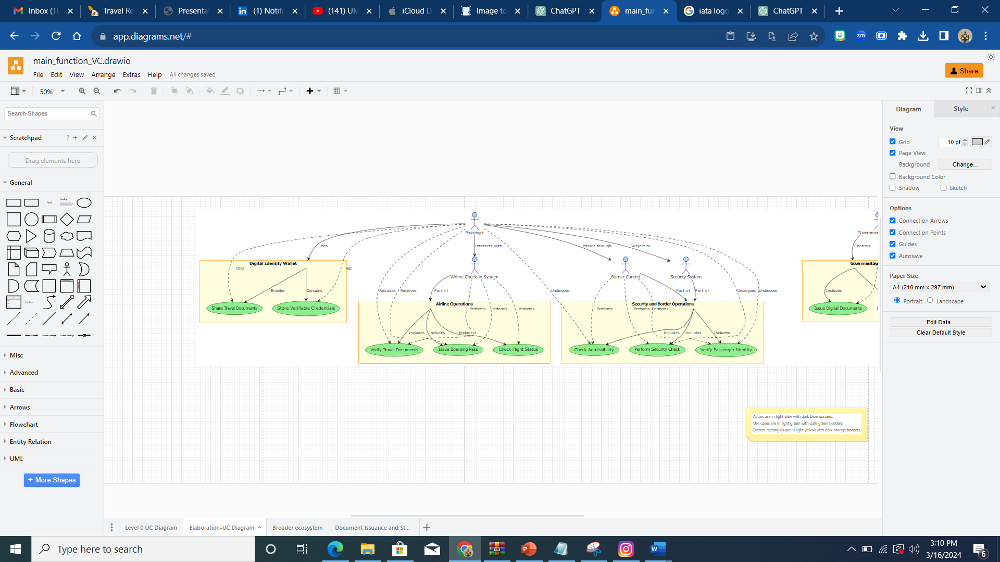 Inbox (1
Travel Re
Presenta
(1) Notifi
(141) UM
iCloud D
Image to
ChatGPT
main_fur
iata logo
ChatGPT
app.diagrams.net/#
zm
main_function_VC.drawio
File Edit View Arrange Extras Help All changes saved
Share
50%
Search Shapes
Scratchpad ?
Drag elements here
General
Text
Heading
List Item
Misc
Advanced
Basic
Arrows
Flowchart
Entity Relation
UML
+ More Shapes
Passenger
Uses
Interacts with
Passes through
Subject to
Digital Identity Wallet
Uses
Has
Enables
Contains
Share Travel Documents
Store Verifiable Credentials
Airline Check-in System
Requires
Receives
Part of
Airline Operations
Performs
Performs
Performs
Includes
Includes
Includes
Verify Travel Documents
Issue Boarding Pass
Check Flight Status
Border Control
Security System
Undergoes
Part of
Part of
Undergoes
Undergoes
Security and Border Operations
Performs
Performs
Performs
Includes
Includes
Includes
Check Admissibility
Perform Security Check
Verify Passenger Identity
Governmer
Controls
Government Sys
Includes
Issue Digital Documents
Actors are in light blue with dark blue borders.
Use cases are in light green with dark green borders.
System rectangles are in light yellow with dark orange borders.
Diagram
Style
View
Grid
10 pt
Page View
Background
Change...
Background Color
Shadow
Sketch
Options
Connection Arrows
Connection Points
Guides
Autosave
Paper Size
A4 (210 mm x 297 mm)
Portrait
Landscape
Edit Data...
Clear Default Style
Level 0 UC Diagram
Elaboration-UC Diagram
Broader ecosystem
Document Issuance and St...
Type here to search
3:10 PM
3/16/2024
6